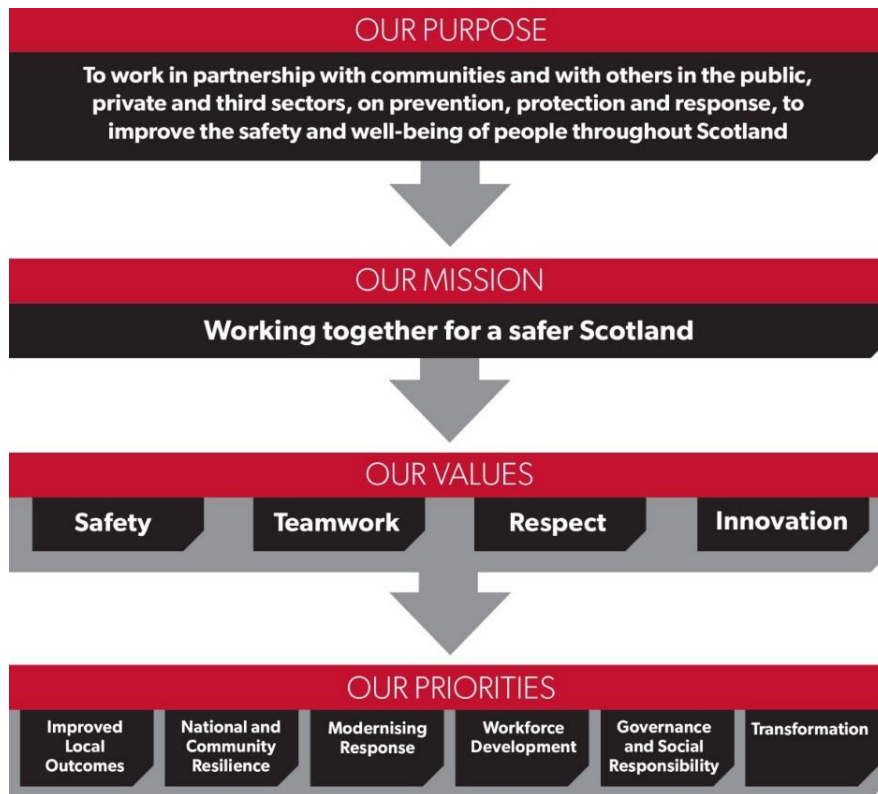 OUR PURPOSE
To work in partnership with communities and with others in the public,
private and third sectors, on prevention, protection and response, to
improve the safety and well-being of people throughout Scotland
OUR MISSION
Working together for a safer Scotland
OUR VALUES
Safety
Teamwork
Respect
Innovation
OUR PRIORITIES
Improved
Local
Outcomes
National and
Community
Resilience
Modernising
Response
Workforce
Development
Governance
and Social
Responsibility
Transformation